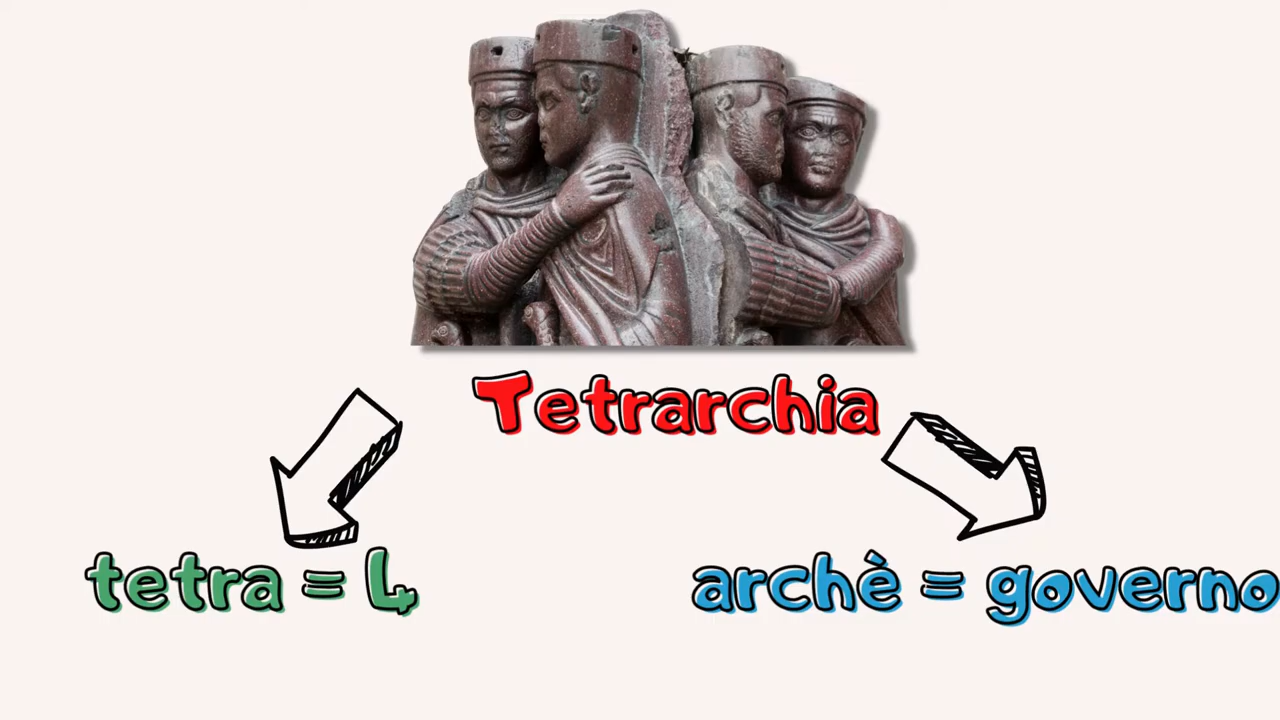 Tetrarchia
tetra = 4
archè = governo